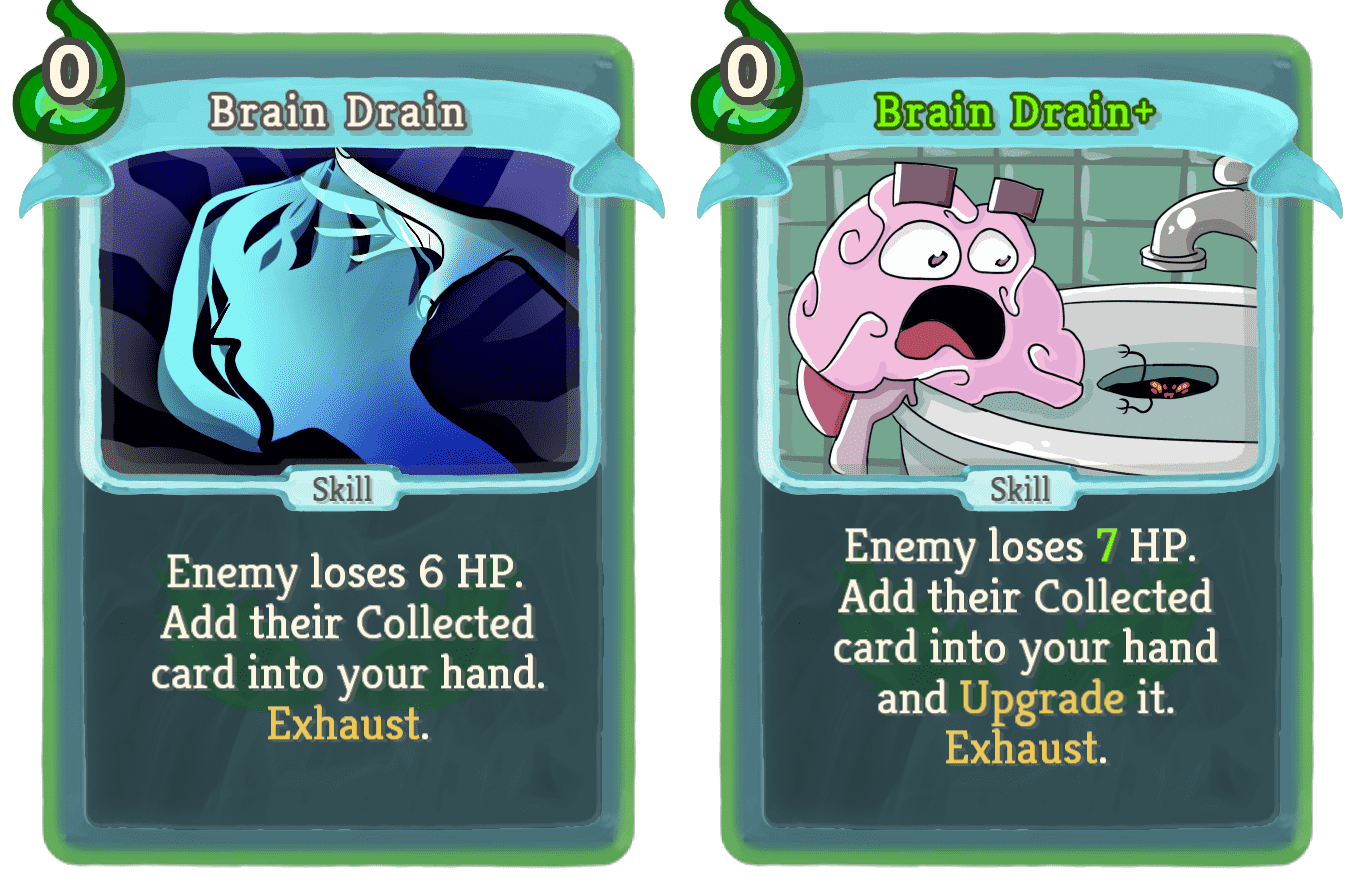 0
Brain Drain
Skill
Enemy loses 6 HP.
Add their Collected
card into your hand.
Exhaust.
0
Brain Drain+
Skill
Enemy loses 7 HP.
Add their Collected
card into your hand
and Upgrade it.
Exhaust.